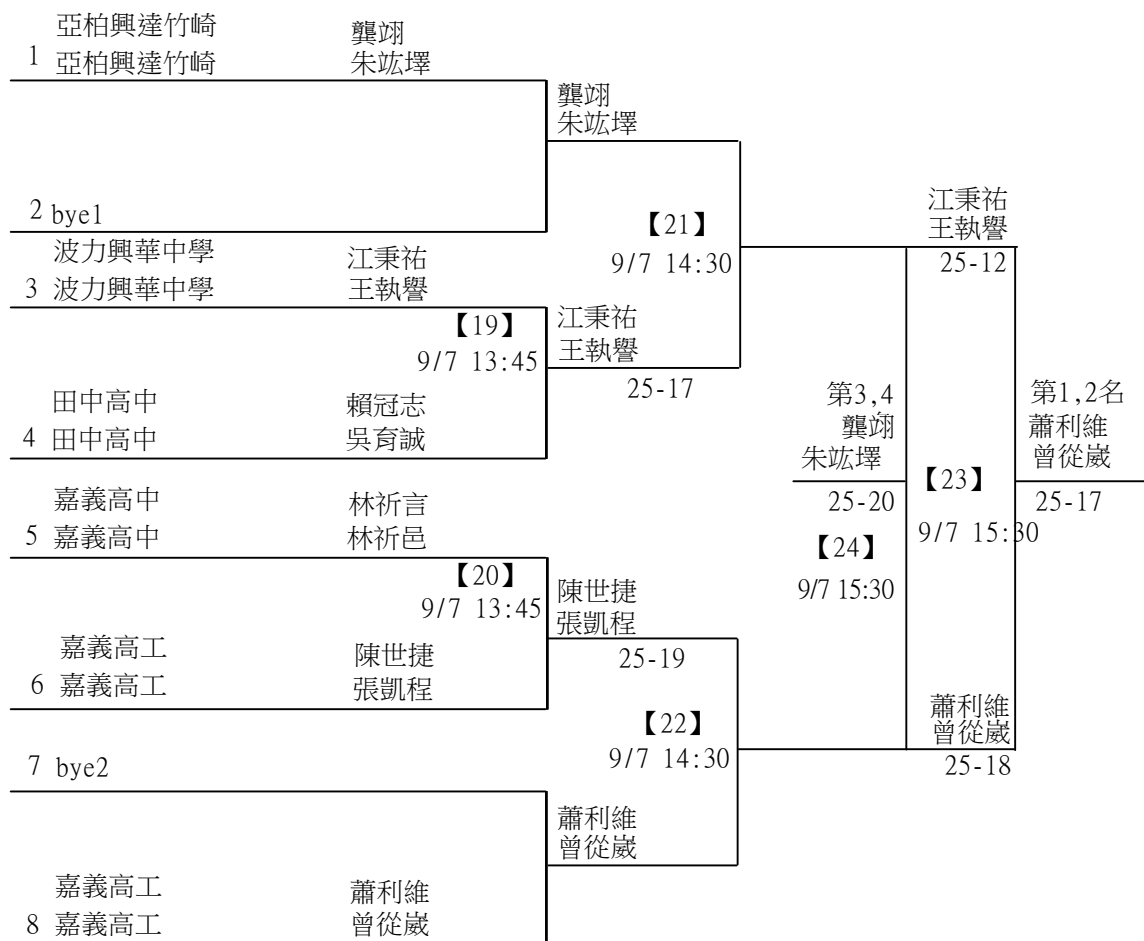 亞柏興達竹崎 龔翊
1 亞柏興達竹崎 朱竑墿
龔翊
朱竑墿
2 bye1
【21】
9/7 14:30
江秉祐
王執譽
25-12
波力興華中學 江秉祐
3 波力興華中學 王執譽
【19】
9/7 13:45
江秉祐
王執譽
25-17
田中高中 賴冠志
4 田中高中 吳育誠
第3,4
龔翊
朱竑墿
25-20
【24】
9/7 15:30
【23】
9/7 15:30
第1,2名
蕭利維
曾從崴
25-17
嘉義高中 林祈言
5 嘉義高中 林祈邑
【20】
9/7 13:45
陳世捷
張凱程
25-19
嘉義高工 陳世捷
6 嘉義高工 張凱程
【22】
9/7 14:30
蕭利維
曾從崴
25-18
7 bye2
蕭利維
曾從崴
嘉義高工 蕭利維
8 嘉義高工 曾從崴